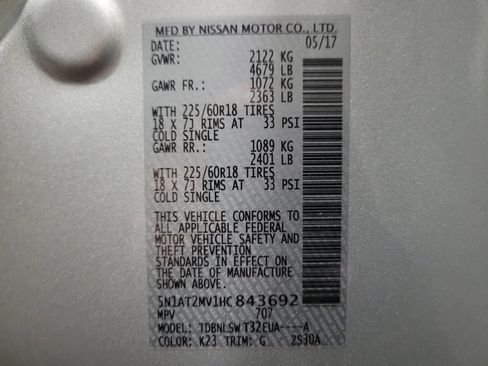 MFD BY NISSAN MOTOR CO., LTD.
DATE: 05/17
GVWR: 2122 KG
4679 LB
GAWR FR.: 1072 KG
2363 LB
WITH 225/60R18 TIRES
18 X 7J RIMS AT 33 PSI
COLD SINGLE
GAWR RR.: 1089 KG
2401 LB
WITH 225/60R18 TIRES
18 X 7J RIMS AT 33 PSI
COLD SINGLE
THIS VEHICLE CONFORMS TO
ALL APPLICABLE FEDERAL
MOTOR VEHICLE SAFETY AND
THEFT PREVENTION
STANDARDS IN EFFECT ON
THE DATE OF MANUFACTURE
SHOWN ABOVE.
5N1AT2MV1HC843692
MPV 707
MODEL: TDBNLSW T32EUA----A
COLOR: K23 TRIM: G ZS30A